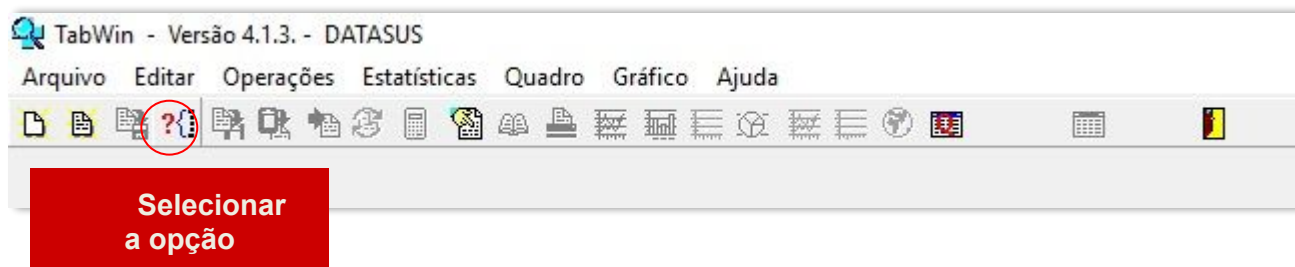 TabWin - Versão 4.1.3. - DATASUS
Arquivo Editar Operações Estatísticas Quadro Gráfico Ajuda
?{
Selecionar
a opção